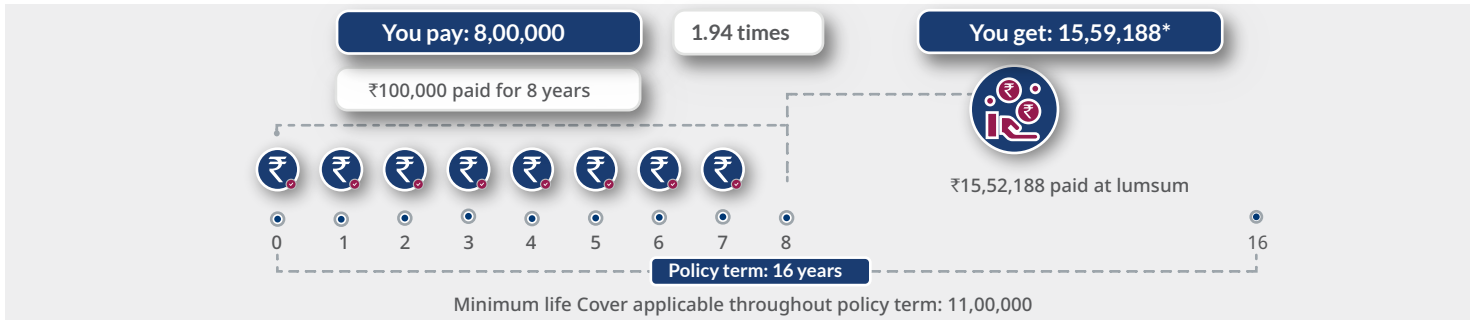 You pay: 8,00,000
1.94 times
You get: 15,59,188*
₹100,000 paid for 8 years
₹ ₹
₹ ₹ ₹ ₹ ₹ ₹ ₹ ₹
₹15,52,188 paid at lumsum
0 1 2 3 4 5 6 7 8 16
Policy term: 16 years
Minimum life Cover applicable throughout policy term: 11,00,000